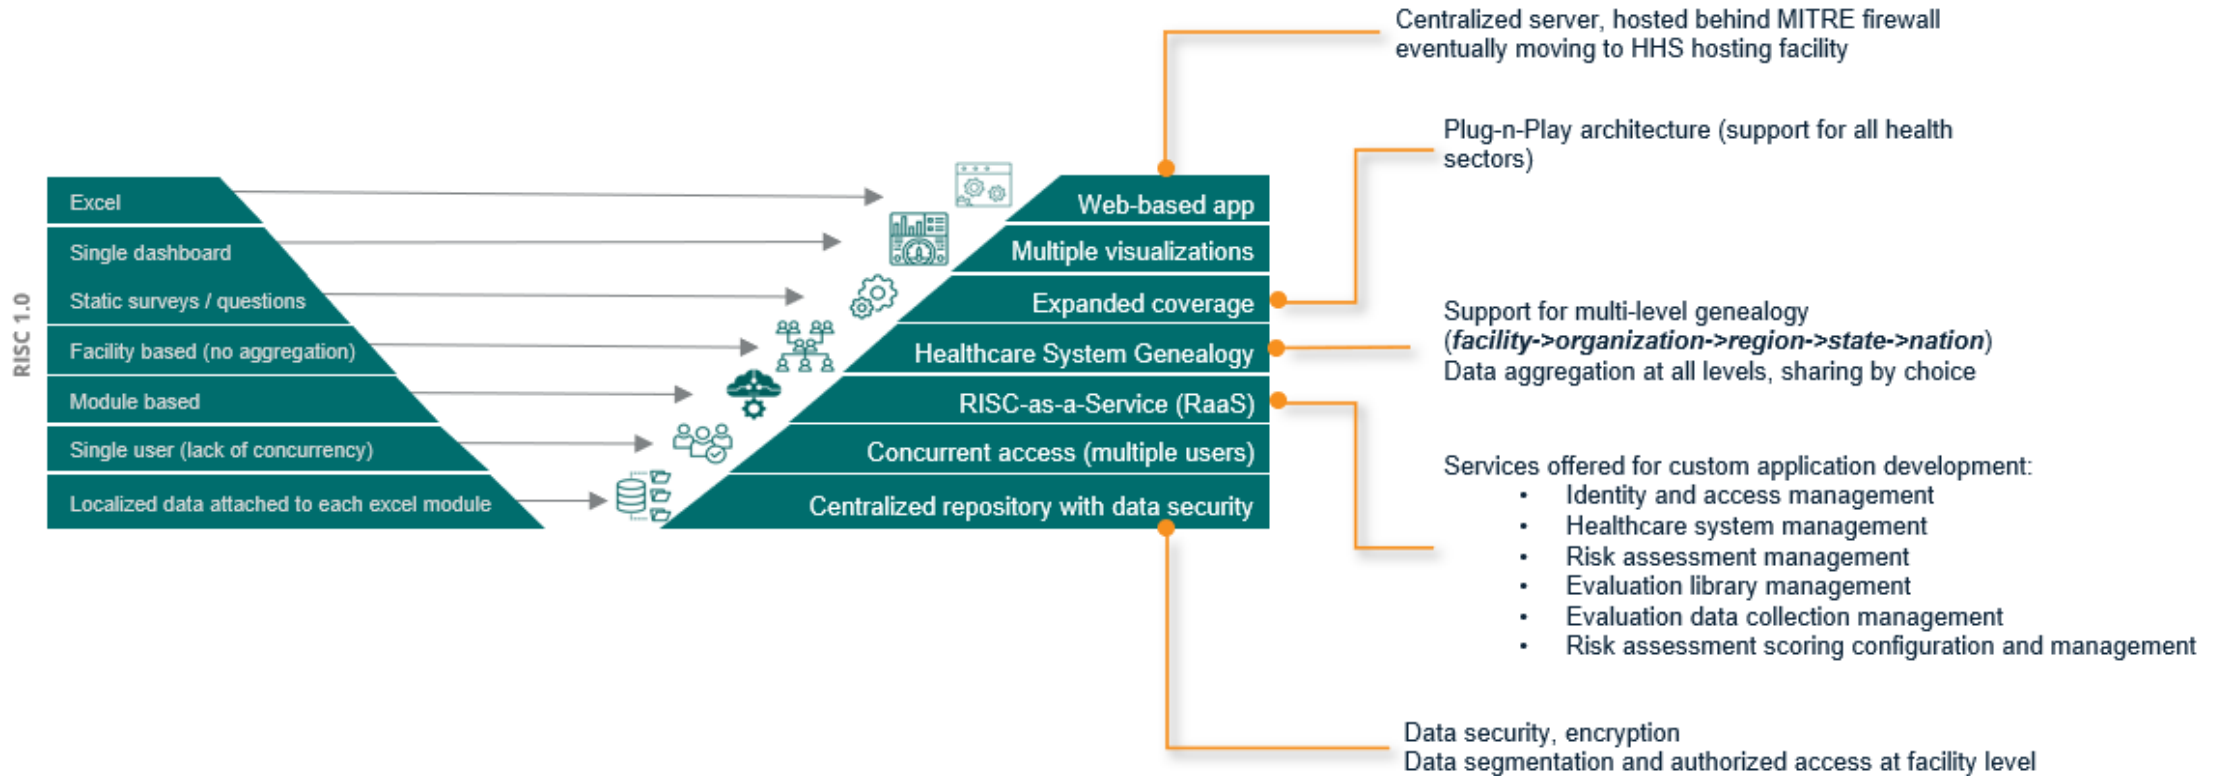 RISC 1.0
Excel
Single dashboard
Static surveys / questions
Facility based (no aggregation)
Module based
Single user (lack of concurrency)
Localized data attached to each excel module
Web-based app
Multiple visualizations
Expanded coverage
Healthcare System Genealogy
RISC-as-a-Service (RaaS)
Concurrent access (multiple users)
Centralized repository with data security
Centralized server, hosted behind MITRE firewall
eventually moving to HHS hosting facility
Plug-n-Play architecture (support for all health
sectors)
Support for multi-level genealogy
(facility->organization->region->state->nation)
Data aggregation at all levels, sharing by choice
Services offered for custom application development:
• Identity and access management
• Healthcare system management
• Risk assessment management
• Evaluation library management
• Evaluation data collection management
• Risk assessment scoring configuration and management
Data security, encryption
Data segmentation and authorized access at facility level